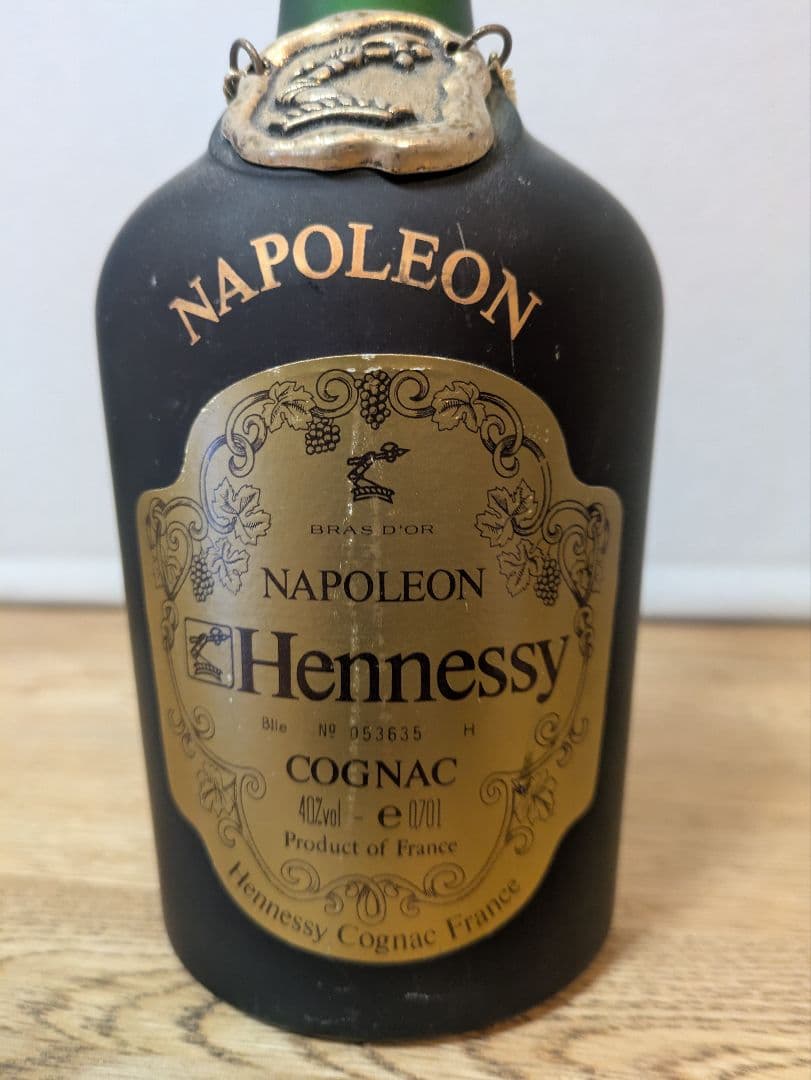 NAPOLEON
BRAS D'OR
NAPOLEON
Hennessy
Blle Nº 053635 H
COGNAC
40%vol - e 0,70l
Product of France
Hennessy Cognac France